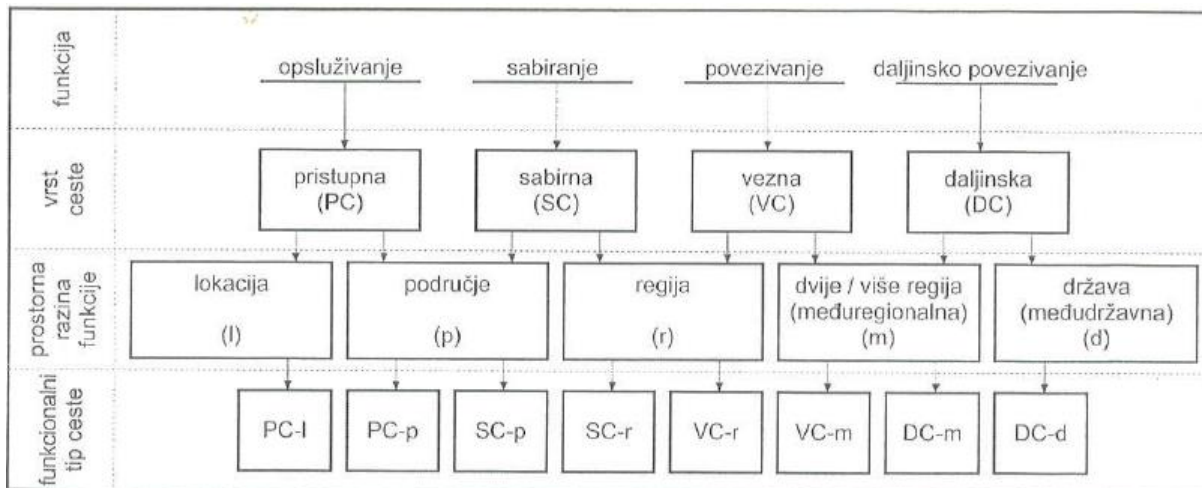 funkcija
opsluživanje
sabiranje
povezivanje
daljinsko povezivanje
vrst
ceste
pristupna
(PC)
sabirna
(SC)
vezna
(VC)
daljinska
(DC)
prostorna
razina
funkcije
lokacija
(l)
područje
(p)
regija
(r)
dvije / više regija
(međuregionalna)
(m)
država
(međudržavna)
(d)
funkcionalni
tip ceste
PC-l
PC-p
SC-p
SC-r
VC-r
VC-m
DC-m
DC-d